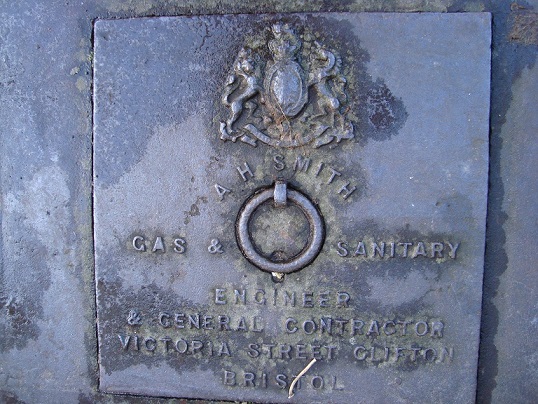 A H SMITH
GAS & SANITARY
ENGINEER
& GENERAL CONTRACTOR
VICTORIA STREET CLIFTON
BRISTOL